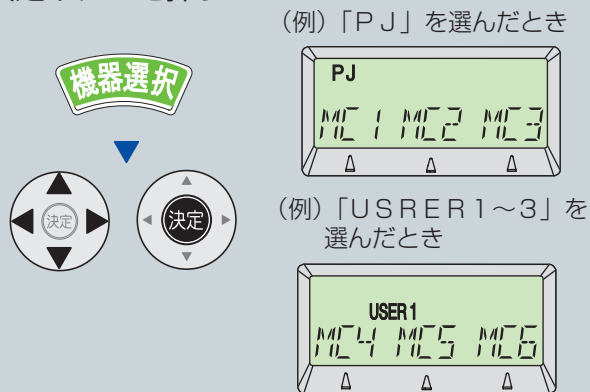 （例）「ＰＪ」を選んだとき
機器選択
PJ
MC1 MC2 MC3
決定
決定
（例）「ＵＳＲＥＲ１～３」を
選んだとき
USER1
MC4 MC5 MC6